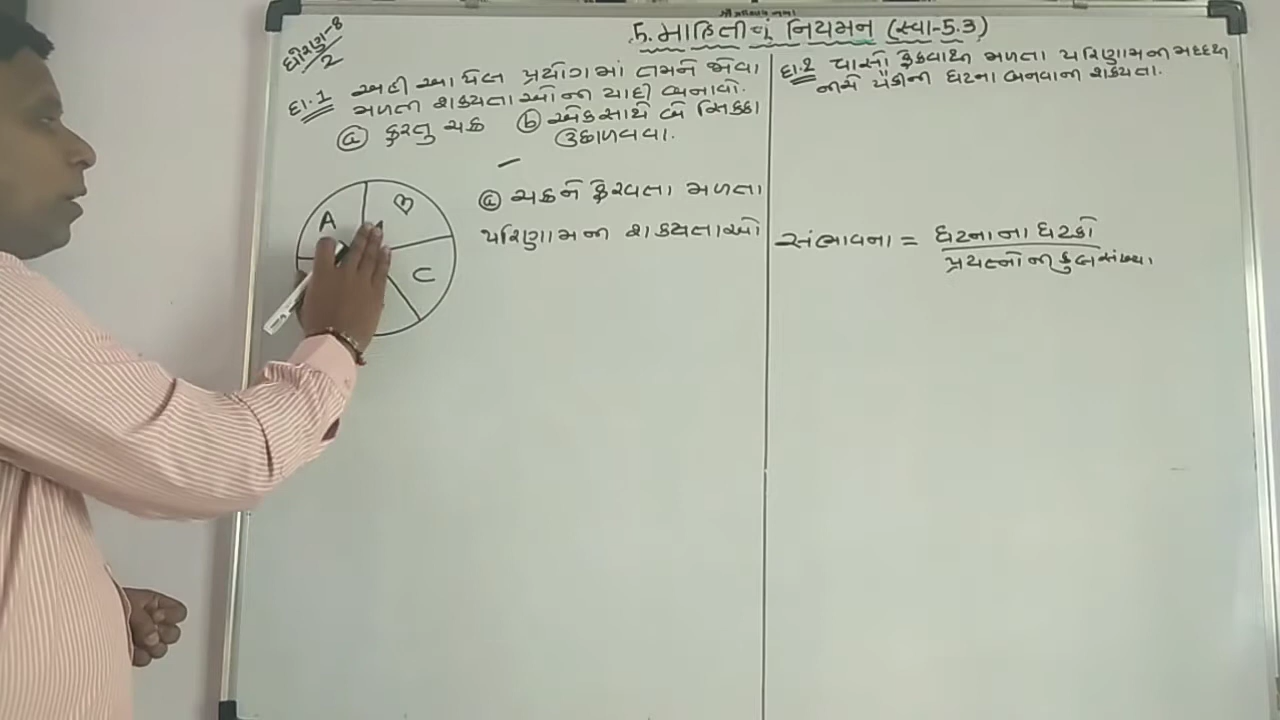 ધોરણ-8
2
5. માહિતીનું નિયમન (સ્વા-5.3)
દા.1 અહીં આપેલ પ્રયોગમાં તમને જોવા
મળતી શક્યતાઓની યાદી બનાવો.
(a) ફરતુ ચક્ર (b) એકસાથે બે સિક્કા
ઉછાળવવા.
A
B
C
(a) ચક્રને ફેરવતા મળતા
પરિણામની શક્યતાઓ
દા.2 પાસો ફેંકવાથી મળતા પરિણામની મદદથી
નીચે પૈકીની ઘટના બનવાની શક્યતા.
સંભાવના = ઘટનાના ઘટકો
પ્રયત્નોની કુલ સંખ્યા.